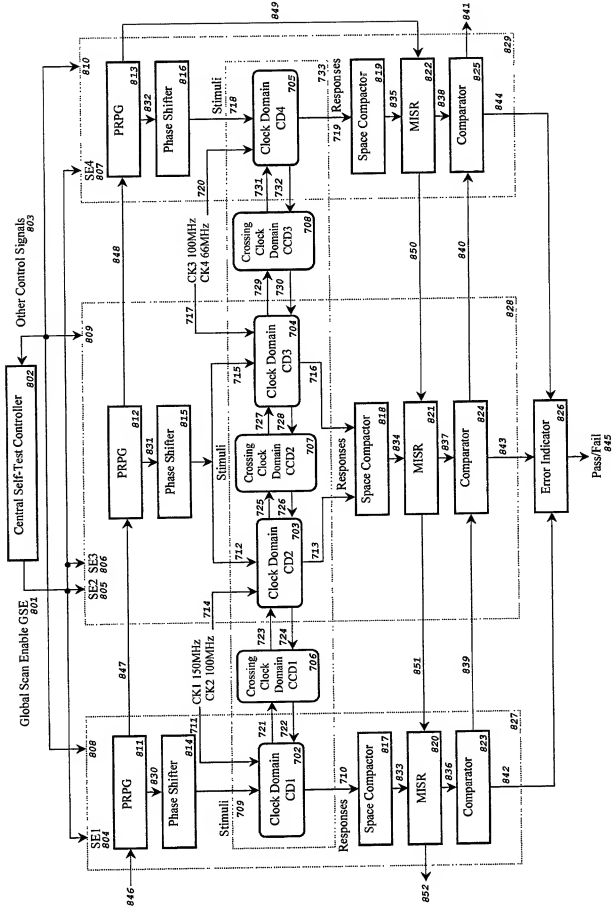 Central Self-Test Controller
802
Global Scan Enable GSE
801
Other Control Signals
803
SE1
804
808
SE2
805
SE3
806
809
SE4
807
810
846
PRPG
811
847
PRPG
812
848
PRPG
813
849
830
831
832
Phase Shifter
814
Phase Shifter
815
Phase Shifter
816
711
CK1 150MHz
CK2 100MHz
714
717
CK3 100MHz
CK4 66MHz
720
Stimuli
709
Stimuli
712
715
Stimuli
718
Clock Domain
CD1
702
721
722
Crossing
Clock
Domain
CCD1
706
723
724
Clock Domain
CD2
703
725
726
Crossing
Clock
Domain
CCD2
707
727
728
Clock Domain
CD3
704
729
730
Crossing
Clock
Domain
CCD3
708
731
732
Clock Domain
CD4
705
733
Responses
710
713
Responses
716
719
Responses
Space Compactor
817
Space Compactor
818
Space Compactor
819
833
834
835
852
MISR
820
851
MISR
821
850
MISR
822
836
837
838
Comparator
823
839
Comparator
824
840
Comparator
825
841
827
828
829
842
843
844
Error Indicator
826
Pass/Fail
845